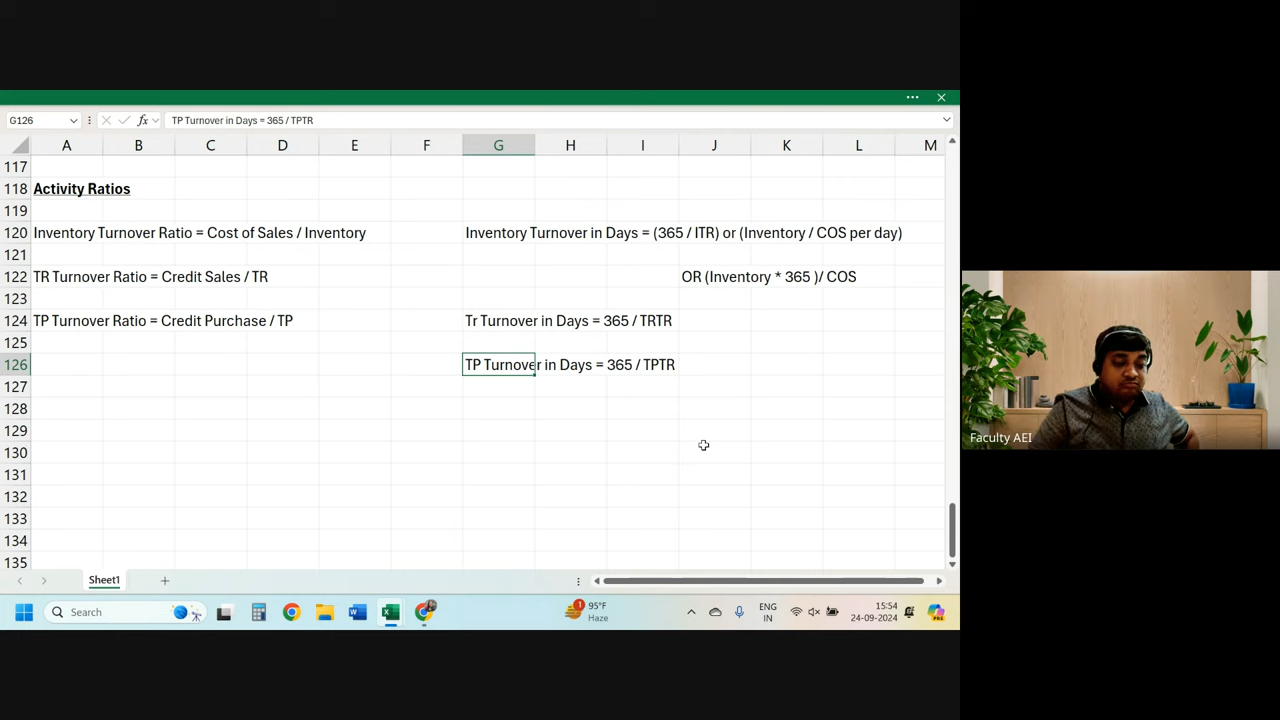 G126
fx
TP Turnover in Days = 365 / TPTR
A B C D E F G H I J K L M
117
118 Activity Ratios
119
120 Inventory Turnover Ratio = Cost of Sales / Inventory Inventory Turnover in Days = (365 / ITR) or (Inventory / COS per day)
121
122 TR Turnover Ratio = Credit Sales / TR OR (Inventory * 365 )/ COS
123
124 TP Turnover Ratio = Credit Purchase / TP Tr Turnover in Days = 365 / TRTR
125
126 TP Turnover in Days = 365 / TPTR
127
128
129
130
131
132
133
134
135
Faculty AEI
Sheet1
Search
1
95°F
Haze
ENG
IN
15:54
24-09-2024